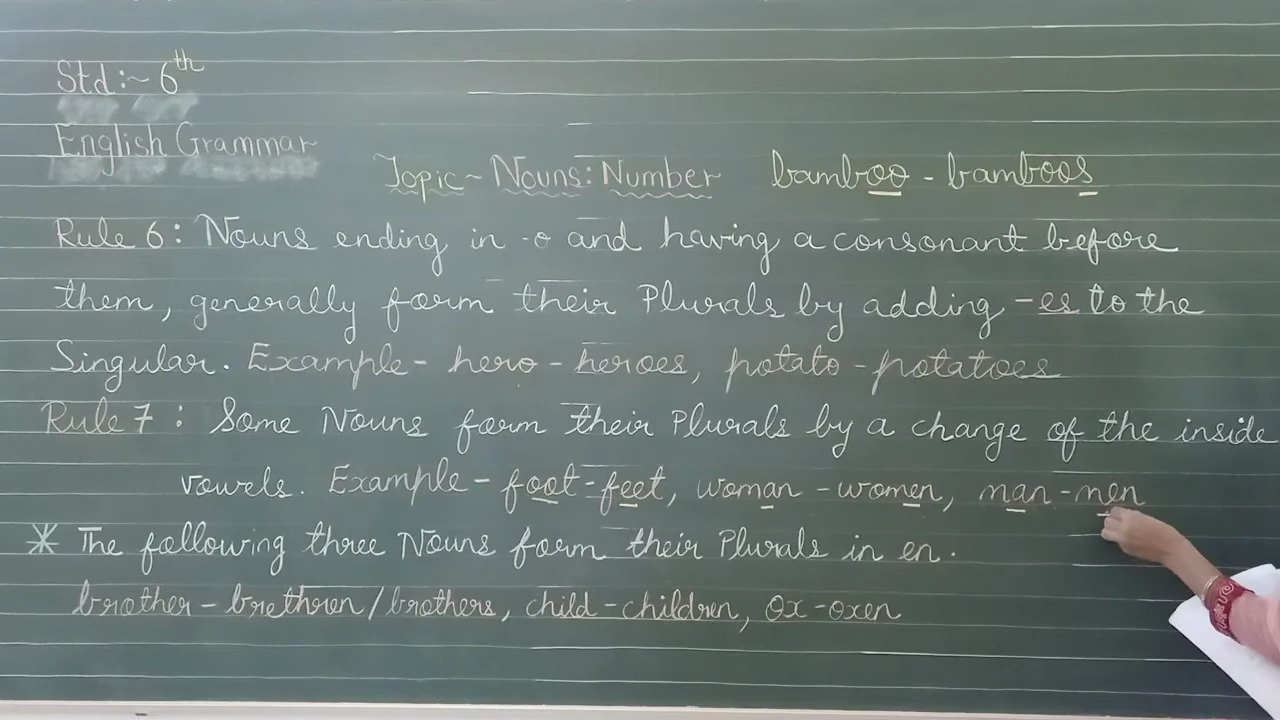 Std:~ 6th
English Grammar
Topic~ Nouns: Number bamboo - bamboos
Rule 6: Nouns ending in -o and having a consonant before
them, generally form their Plurals by adding -es to the
Singular. Example - hero - heroes, potato - potatoes
Rule 7: Some Nouns form their Plurals by a change of the inside
vowels. Example - foot - feet, woman - women, man - men
* The following three Nouns form their Plurals in en.
brother - brethren/brothers, child - children, ox - oxen